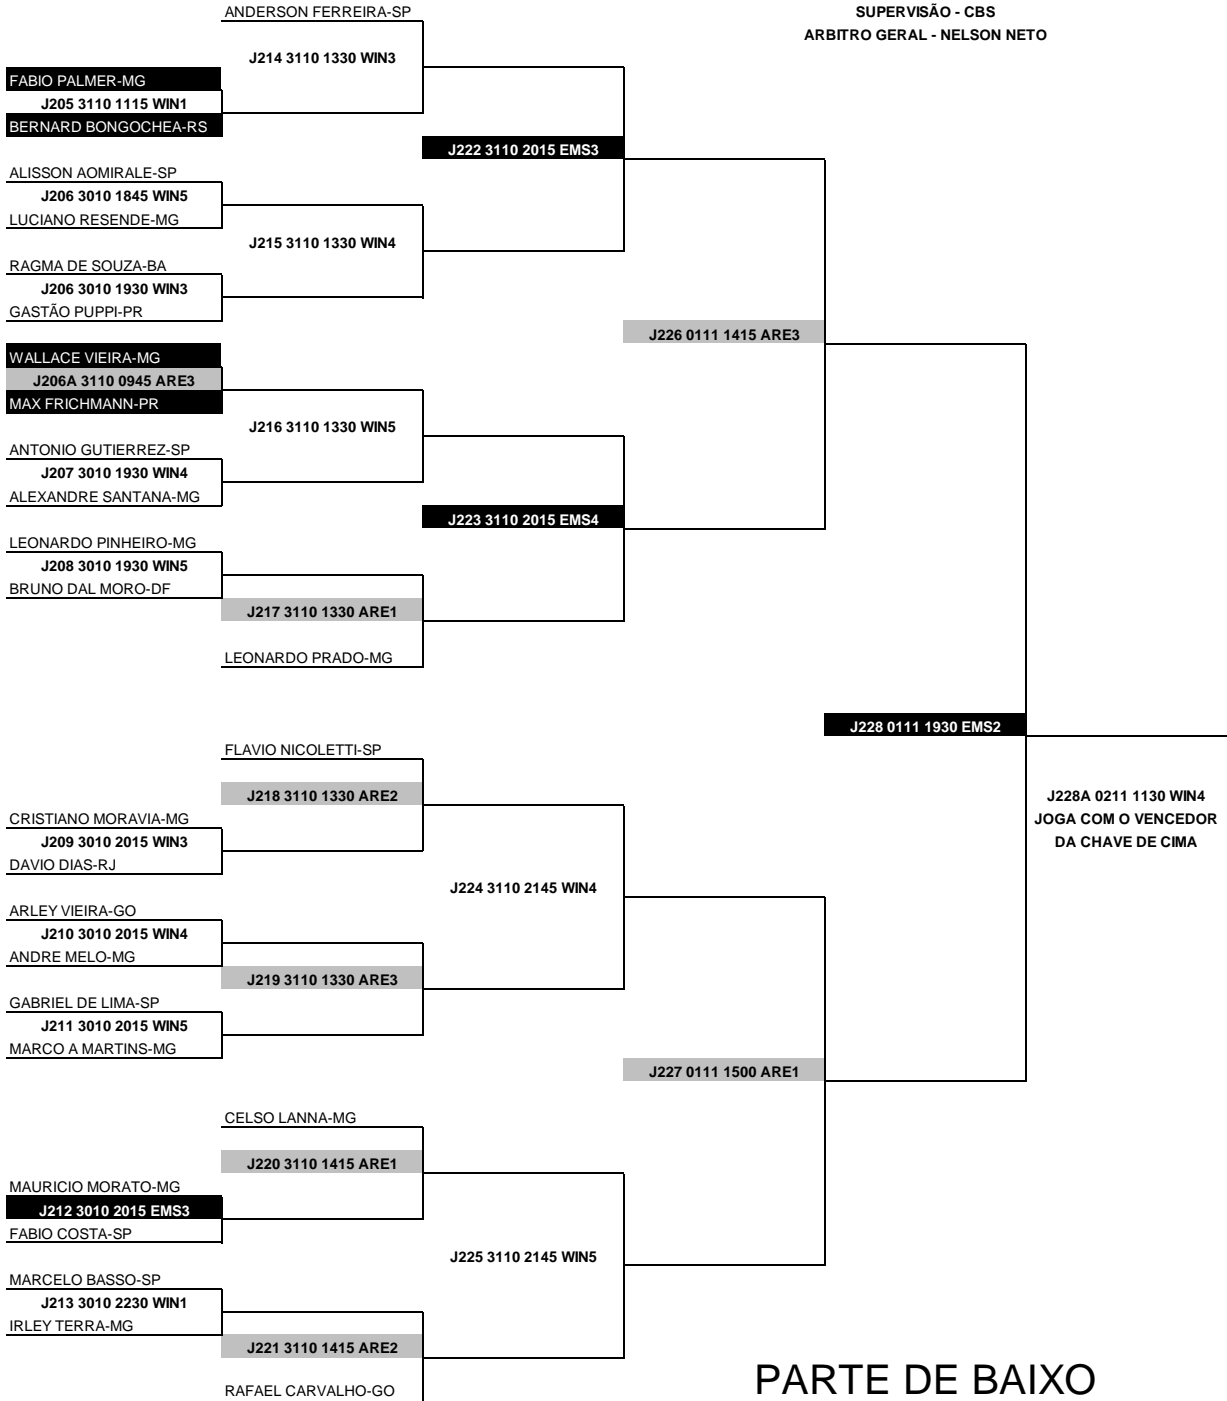 ANDERSON FERREIRA-SP
SUPERVISÃO - CBS
ARBITRO GERAL - NELSON NETO
J214 3110 1330 WIN3
FABIO PALMER-MG
J205 3110 1115 WIN1
BERNARD BONGOCHEA-RS
J222 3110 2015 EMS3
ALISSON AOMIRALE-SP
J206 3010 1845 WIN5
LUCIANO RESENDE-MG
J215 3110 1330 WIN4
RAGMA DE SOUZA-BA
J206 3010 1930 WIN3
GASTÃO PUPPI-PR
J226 0111 1415 ARE3
WALLACE VIEIRA-MG
J206A 3110 0945 ARE3
MAX FRICHMANN-PR
J216 3110 1330 WIN5
ANTONIO GUTIERREZ-SP
J207 3010 1930 WIN4
ALEXANDRE SANTANA-MG
J223 3110 2015 EMS4
LEONARDO PINHEIRO-MG
J208 3010 1930 WIN5
BRUNO DAL MORO-DF
J217 3110 1330 ARE1
LEONARDO PRADO-MG
J228 0111 1930 EMS2
FLAVIO NICOLETTI-SP
J218 3110 1330 ARE2
J228A 0211 1130 WIN4
JOGA COM O VENCEDOR
DA CHAVE DE CIMA
CRISTIANO MORAVIA-MG
J209 3010 2015 WIN3
DAVIO DIAS-RJ
J224 3110 2145 WIN4
ARLEY VIEIRA-GO
J210 3010 2015 WIN4
ANDRE MELO-MG
J219 3110 1330 ARE3
GABRIEL DE LIMA-SP
J211 3010 2015 WIN5
MARCO A MARTINS-MG
J227 0111 1500 ARE1
CELSO LANNA-MG
J220 3110 1415 ARE1
MAURICIO MORATO-MG
J212 3010 2015 EMS3
FABIO COSTA-SP
J225 3110 2145 WIN5
MARCELO BASSO-SP
J213 3010 2230 WIN1
IRLEY TERRA-MG
J221 3110 1415 ARE2
RAFAEL CARVALHO-GO
PARTE DE BAIXO